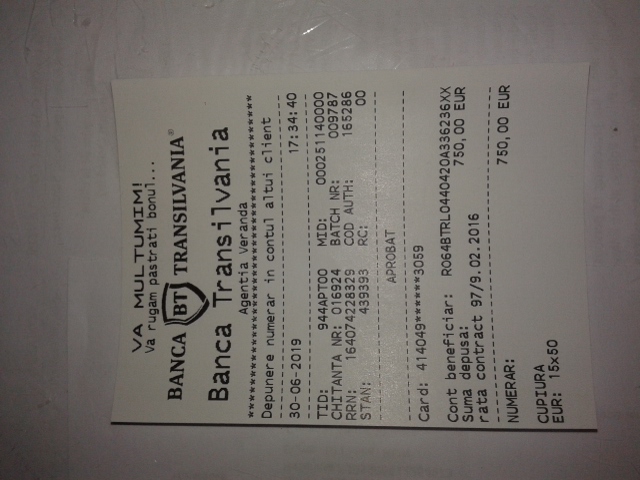 VA MULTUMIM!
Va rugam pastrati bonul...
BANCA BT TRANSILVANIA®
Banca Transilvania
Agentia Veranda
****************************************
Depunere numerar in contul altui client
----------------------------------------
30-06-2019 17:34:40
----------------------------------------
TID: 944APT00 MID: 000251140000
CHITANTA NR: 016924 BATCH NR: 009787
RRN: 164074228329 COD AUTH: 165286
STAN: 439393 RC: 00
----------------------------------------
APROBAT
----------------------------------------
Card: 414049******3059
Cont beneficiar: RO64BTRL0440420A336236XX
Suma depusa: 750,00 EUR
rata contract 97/9.02.2016
----------------------------------------
NUMERAR: 750,00 EUR
CUPIURA
EUR: 15x50